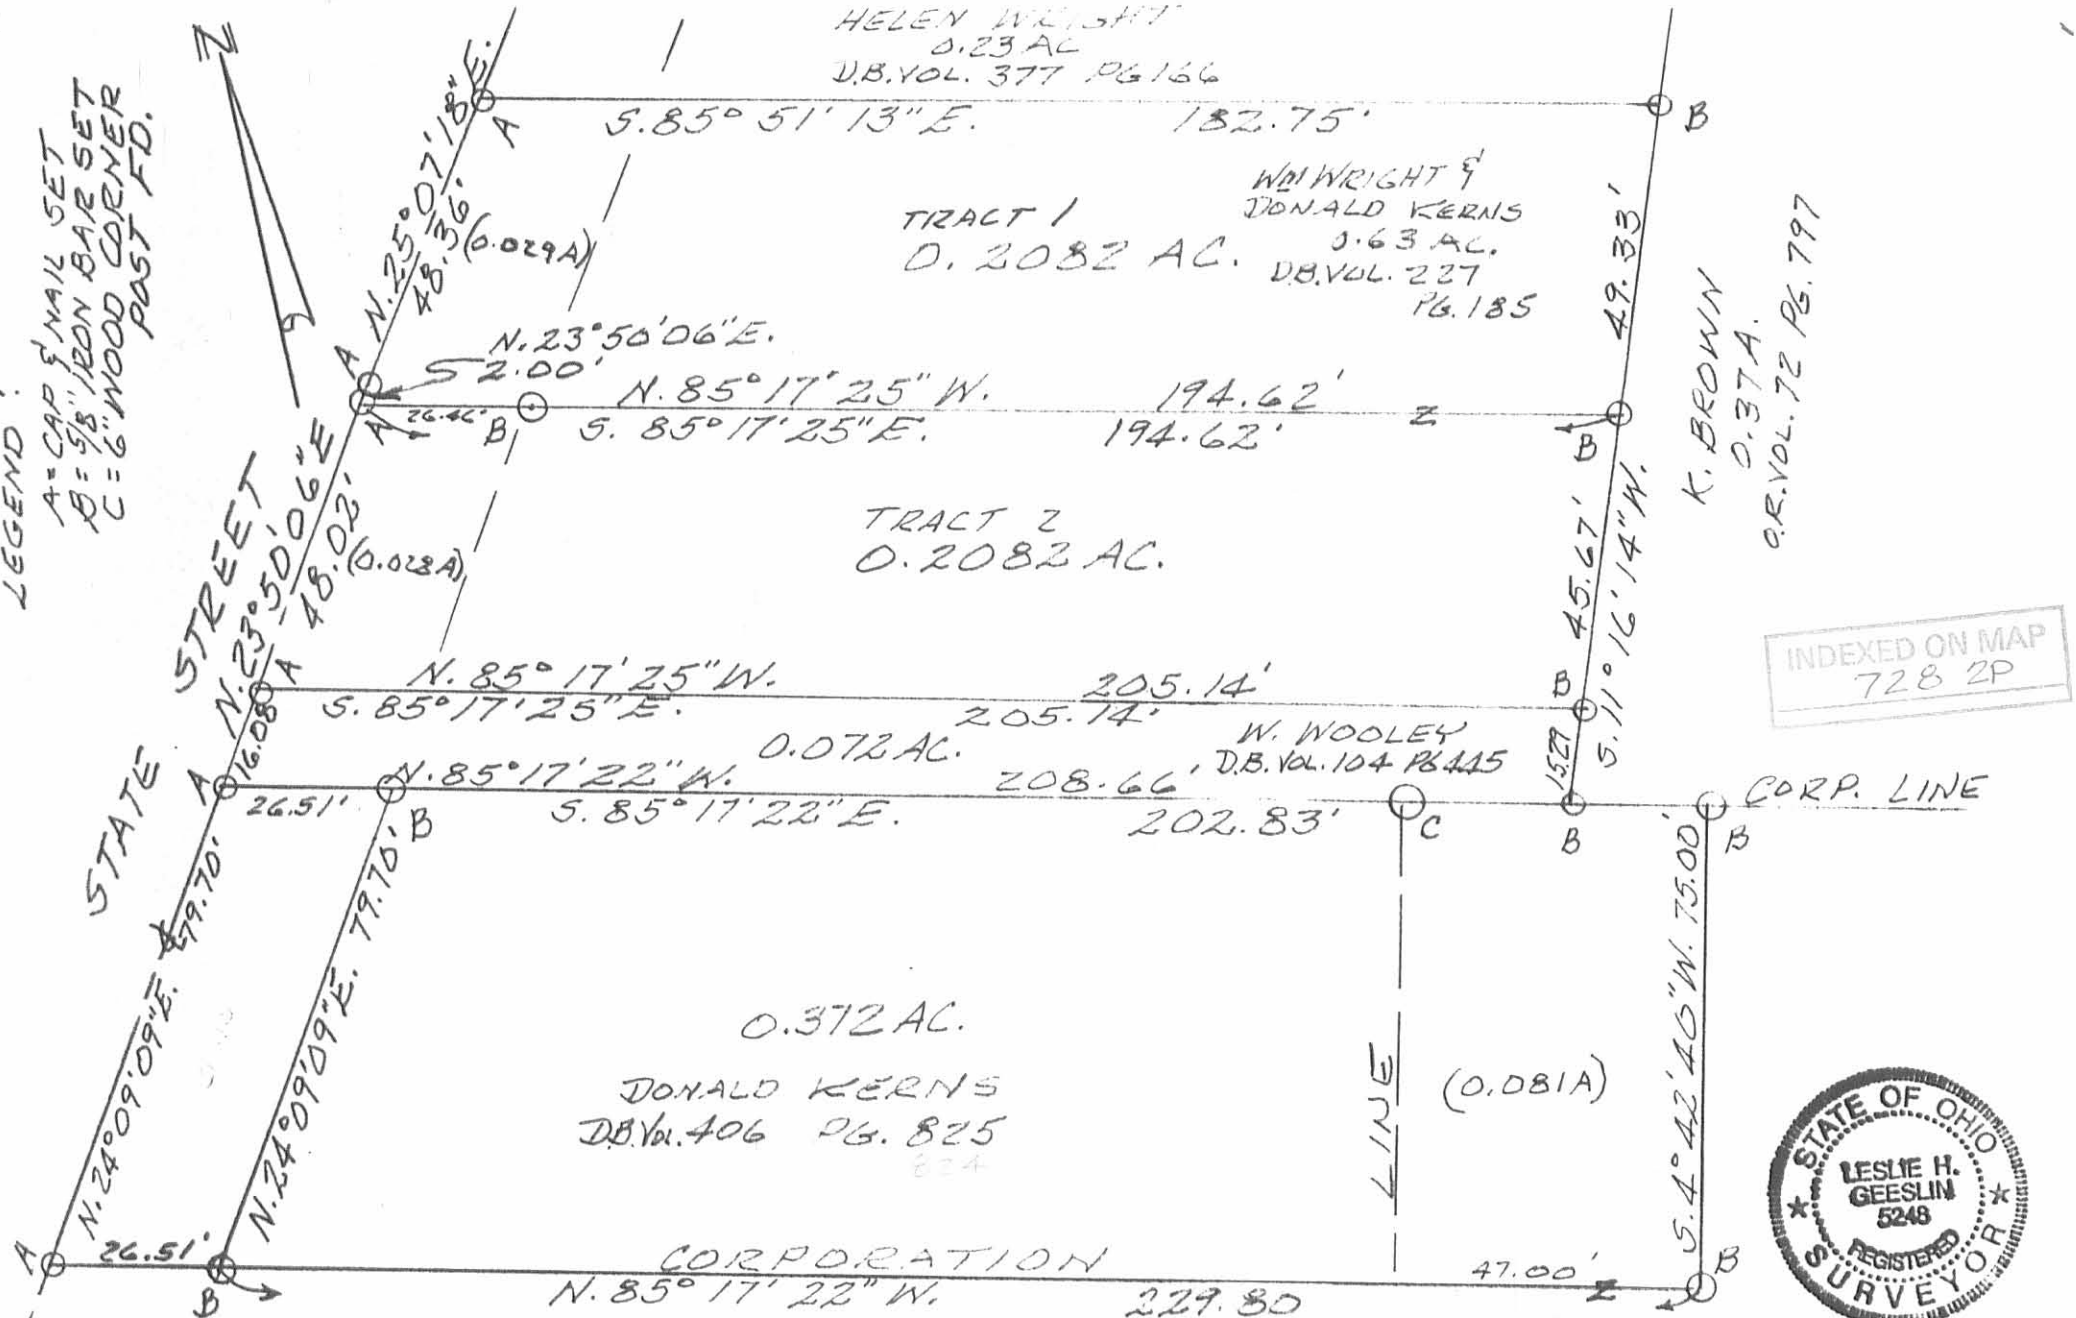 HELEN WRIGHT
0.23 AC
D.B.VOL. 377 PG 166
N
LEGEND:
A = CAP & NAIL SET
B = 5/8" IRON BAR SET
C = 6" WOOD CORNER
POST FD.
N. 25° 07' 18" E.
48.36'
A
S. 85° 51' 13" E. 182.75'
B
(0.029A)
TRACT 1
0.2082 AC.
WM WRIGHT &
DONALD KERNS
0.63 AC.
D.B.VOL. 227
PG. 185
49.33'
K. BROWN
0.37A.
O.R.VOL. 72 PG. 797
N. 23° 50' 06" E.
2.00'
A
A
26.46'
B
N. 85° 17' 25" W. 194.62'
S. 85° 17' 25" E. 194.62'
Z
B
STATE STREET
N. 23° 50' 06" E
48.02'
(0.028A)
TRACT 2
0.2082 AC.
45.67'
S. 11° 16' 14" W.
INDEXED ON MAP
728 2P
A
N. 85° 17' 25" W. 205.14'
S. 85° 17' 25" E. 205.14'
B
16.08'
0.072 AC.
W. WOOLEY
D.B. VOL. 104 PG 445
15.29
A
26.51'
B
N. 85° 17' 22" W. 208.66'
S. 85° 17' 22" E. 202.83'
C
B
B
CORP. LINE
79.70'
N. 24° 09' 09" E.
N. 24° 09' 09" E. 79.70'
0.372 AC.
DONALD KERNS
D.B. Vol. 406 PG. 825
824
LINE
(0.081A)
S. 4° 42' 40" W. 75.00'
STATE OF OHIO
LESLIE H.
GEESLIN
5248
REGISTERED
SURVEYOR
A
26.51'
B
CORPORATION
N. 85° 17' 22" W. 229.80
47.00'
Z
B